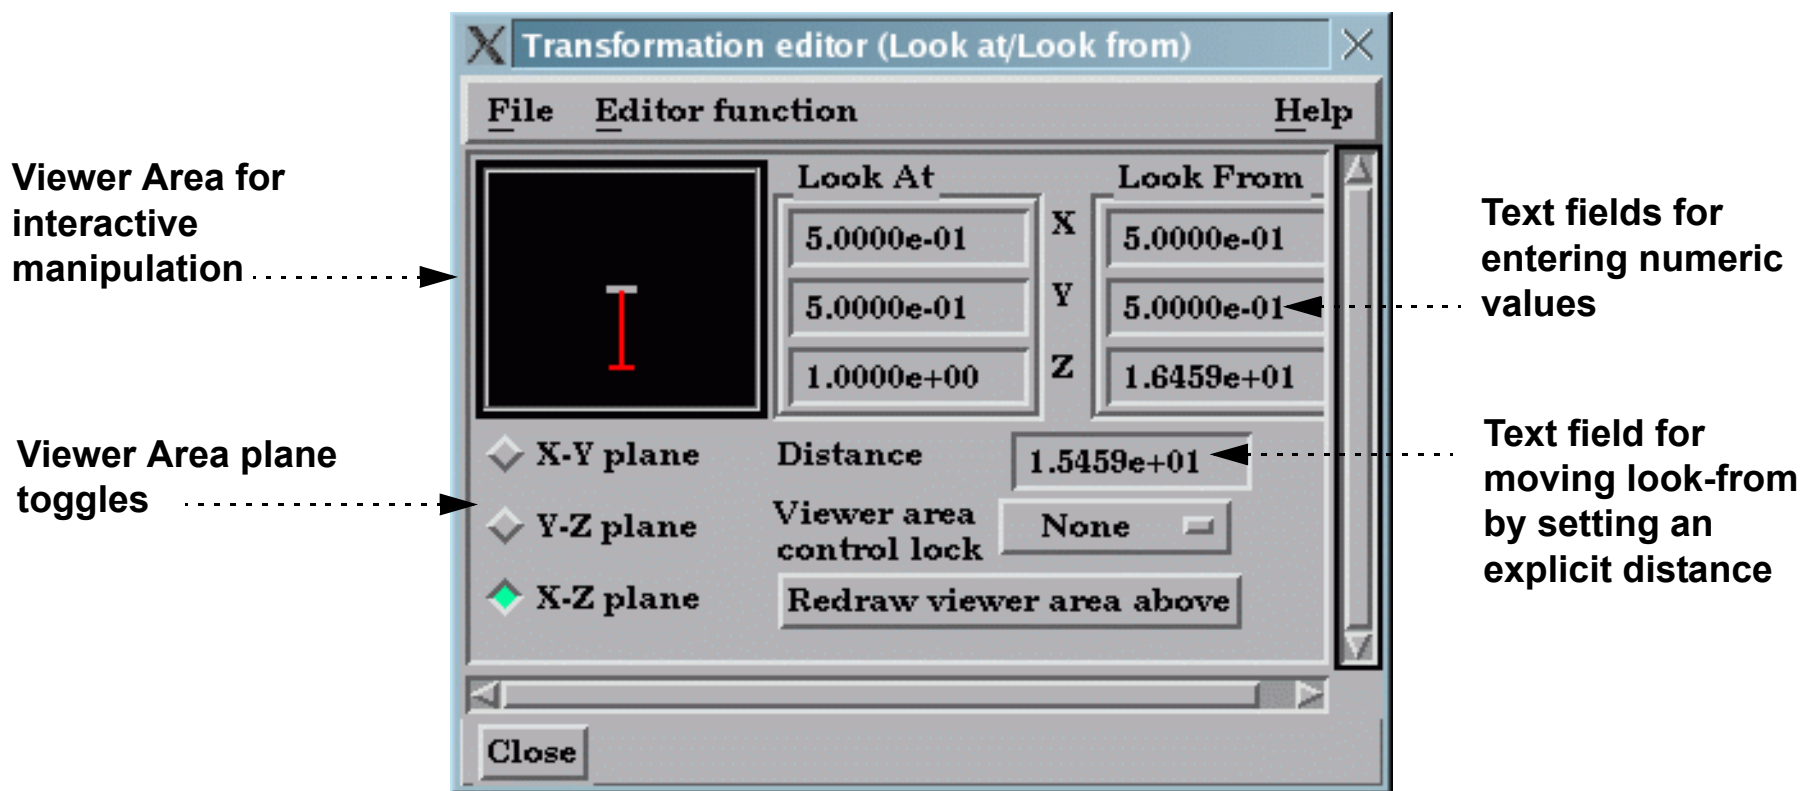 Transformation editor (Look at/Look from)
File Editor function Help
Viewer Area for
interactive
manipulation
Look At
Look From
5.0000e-01 X 5.0000e-01
5.0000e-01 Y 5.0000e-01
1.0000e+00 Z 1.6459e+01
Text fields for
entering numeric
values
Viewer Area plane
toggles
X-Y plane
Y-Z plane
X-Z plane
Distance 1.5459e+01
Viewer area
control lock
None
Redraw viewer area above
Text field for
moving look-from
by setting an
explicit distance
Close